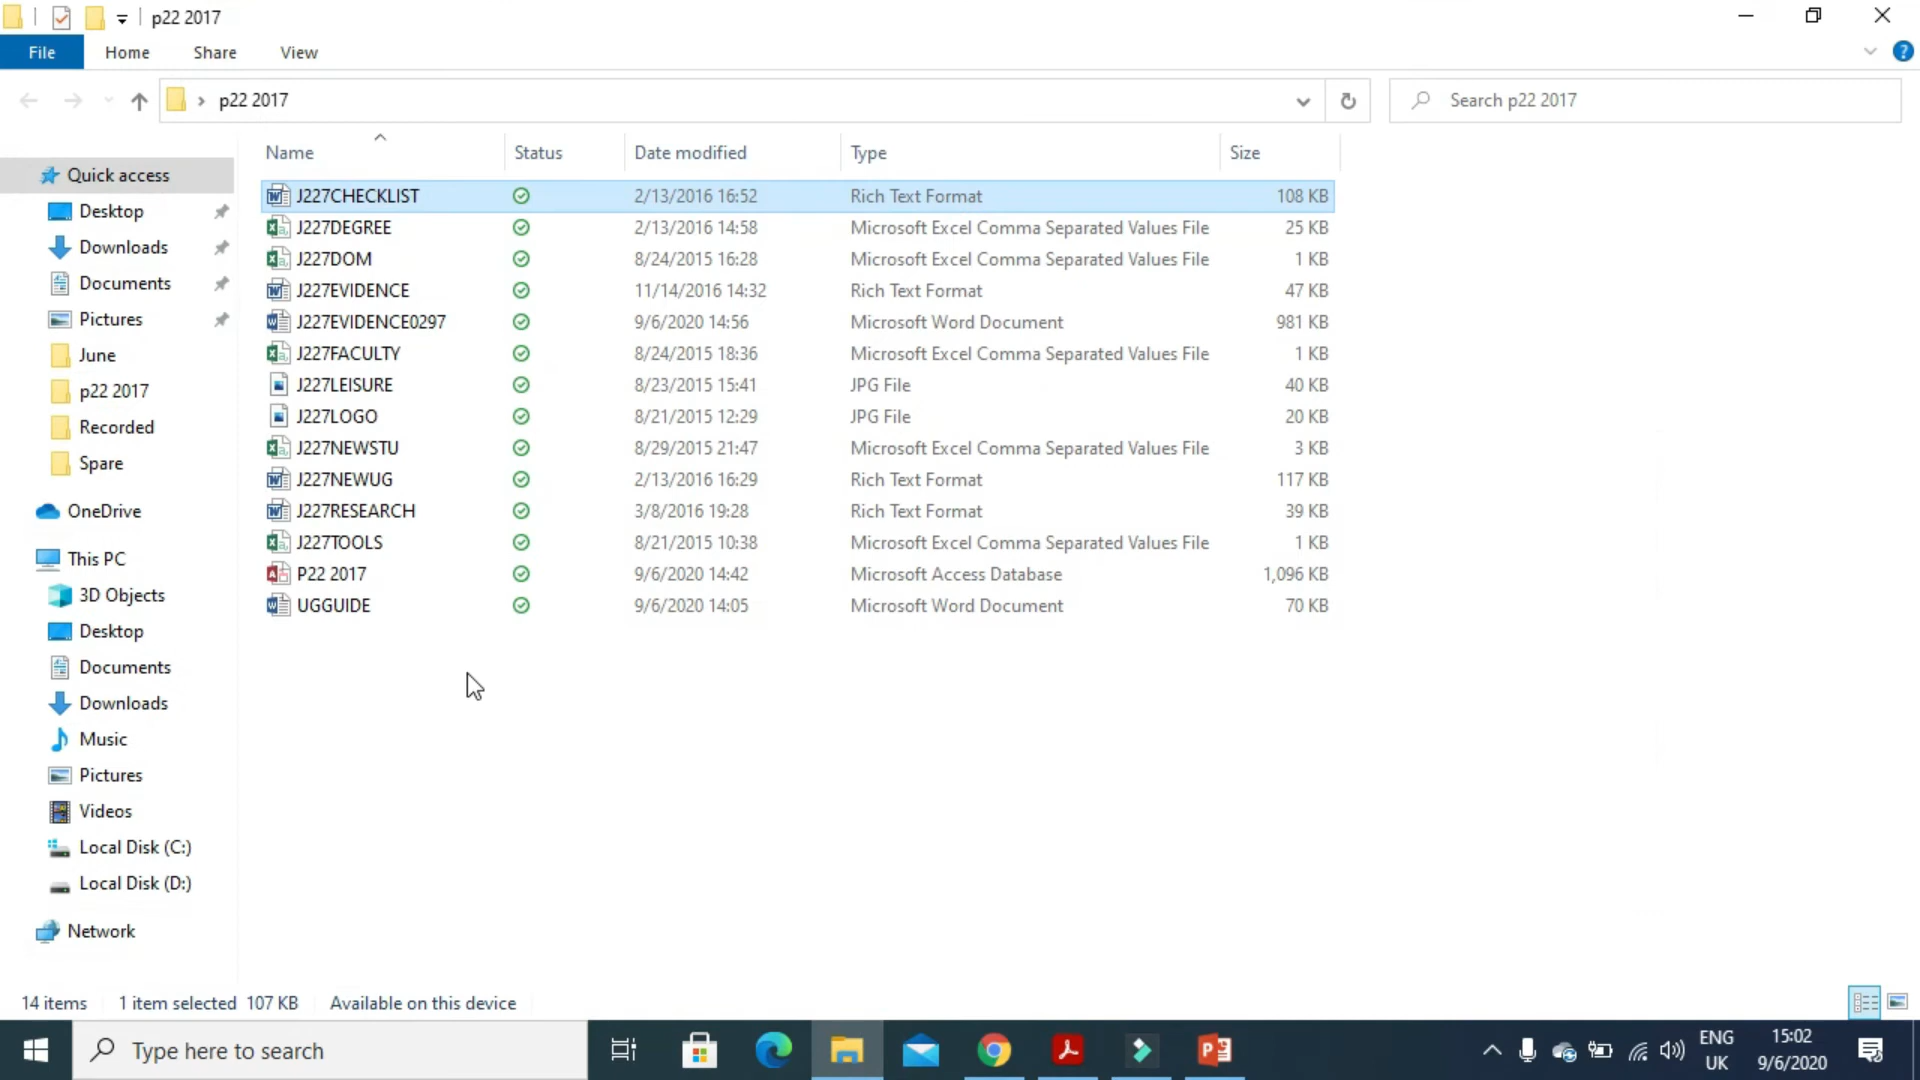 p22 2017
File Home Share View
p22 2017
Search p22 2017
Name Status Date modified Type Size
Quick access
Desktop
Downloads
Documents
Pictures
June
p22 2017
Recorded
Spare
OneDrive
This PC
3D Objects
Desktop
Documents
Downloads
Music
Pictures
Videos
Local Disk (C:)
Local Disk (D:)
Network
J227CHECKLIST 2/13/2016 16:52 Rich Text Format 108 KB
J227DEGREE 2/13/2016 14:58 Microsoft Excel Comma Separated Values File 25 KB
J227DOM 8/24/2015 16:28 Microsoft Excel Comma Separated Values File 1 KB
J227EVIDENCE 11/14/2016 14:32 Rich Text Format 47 KB
J227EVIDENCE0297 9/6/2020 14:56 Microsoft Word Document 981 KB
J227FACULTY 8/24/2015 18:36 Microsoft Excel Comma Separated Values File 1 KB
J227LEISURE 8/23/2015 15:41 JPG File 40 KB
J227LOGO 8/21/2015 12:29 JPG File 20 KB
J227NEWSTU 8/29/2015 21:47 Microsoft Excel Comma Separated Values File 3 KB
J227NEWUG 2/13/2016 16:29 Rich Text Format 117 KB
J227RESEARCH 3/8/2016 19:28 Rich Text Format 39 KB
J227TOOLS 8/21/2015 10:38 Microsoft Excel Comma Separated Values File 1 KB
P22 2017 9/6/2020 14:42 Microsoft Access Database 1,096 KB
UGGUIDE 9/6/2020 14:05 Microsoft Word Document 70 KB
14 items 1 item selected 107 KB Available on this device
Type here to search
ENG
UK
15:02
9/6/2020